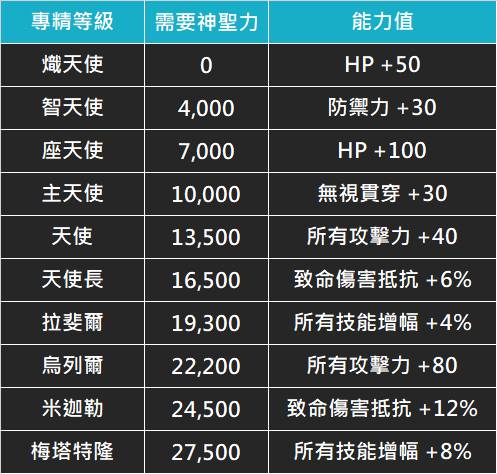 專精等級 需要神聖力 能力值
熾天使 0 HP +50
智天使 4,000 防禦力 +30
座天使 7,000 HP +100
主天使 10,000 無視貫穿 +30
天使 13,500 所有攻擊力 +40
天使長 16,500 致命傷害抵抗 +6%
拉斐爾 19,300 所有技能增幅 +4%
烏列爾 22,200 所有攻擊力 +80
米迦勒 24,500 致命傷害抵抗 +12%
梅塔特隆 27,500 所有技能增幅 +8%